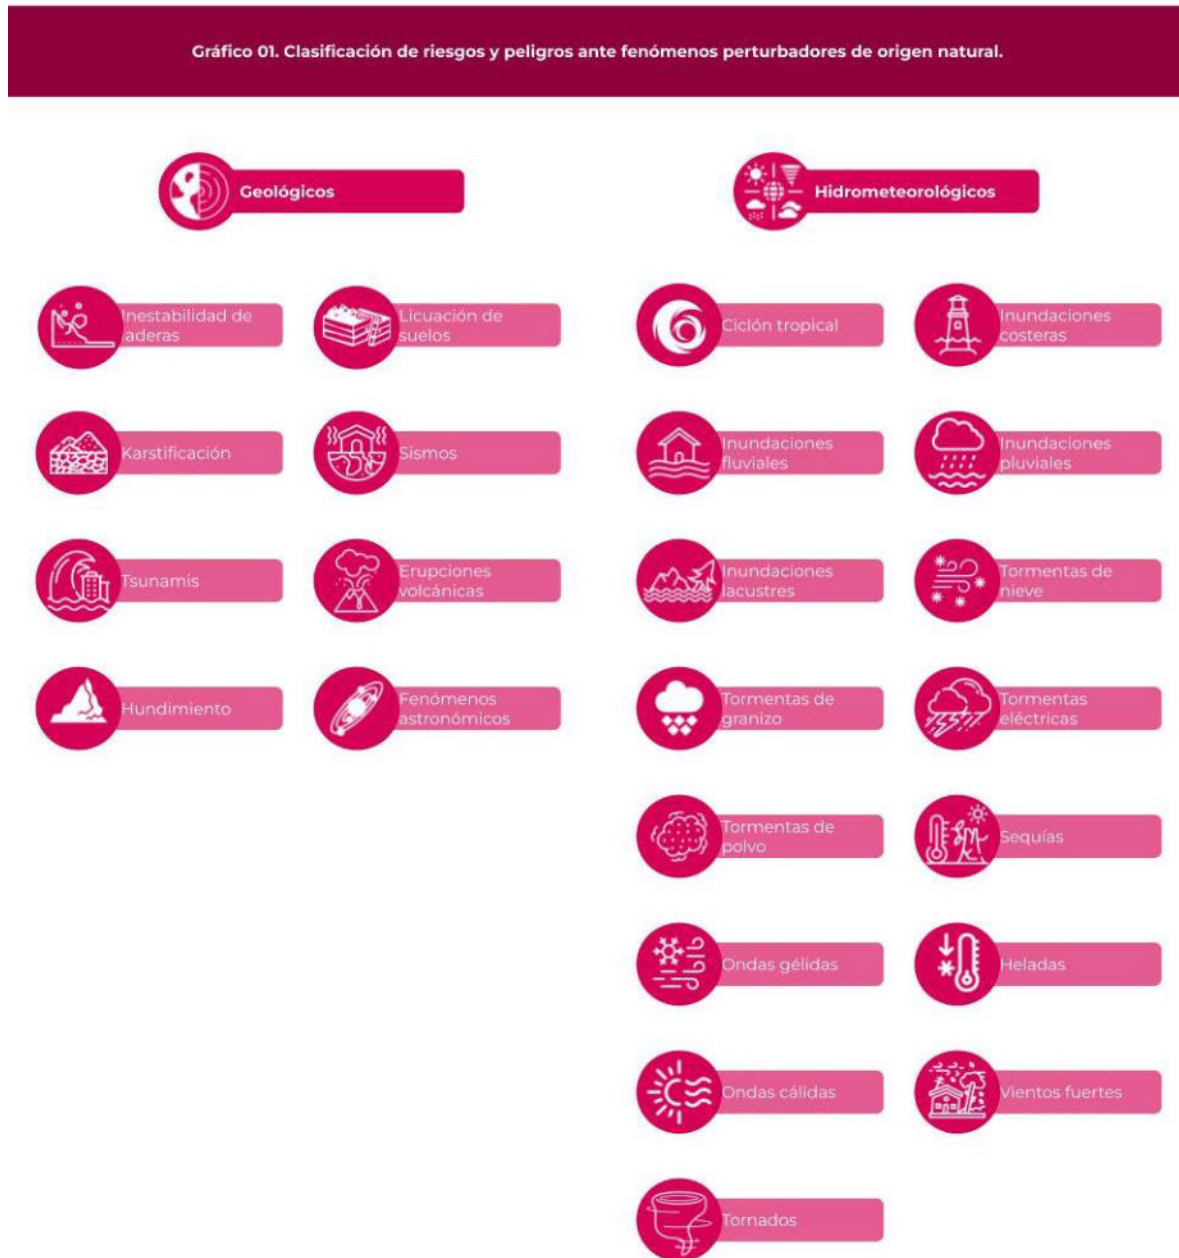 Gráfico 01. Clasificación de riesgos y peligros ante fenómenos perturbadores de origen natural.
Geológicos
Inestabilidad de
laderas
Licuación de
suelos
Karstificación
Sismos
Tsunamis
Erupciones
volcánicas
Hundimiento
Fenómenos
astronómicos
Hidrometeorológicos
Ciclón tropical
Inundaciones
costeras
Inundaciones
fluviales
Inundaciones
pluviales
Inundaciones
lacustres
Tormentas de
nieve
Tormentas de
granizo
Tormentas
eléctricas
Tormentas de
polvo
Sequías
Ondas gélidas
Heladas
Ondas cálidas
Vientos fuertes
Tornados